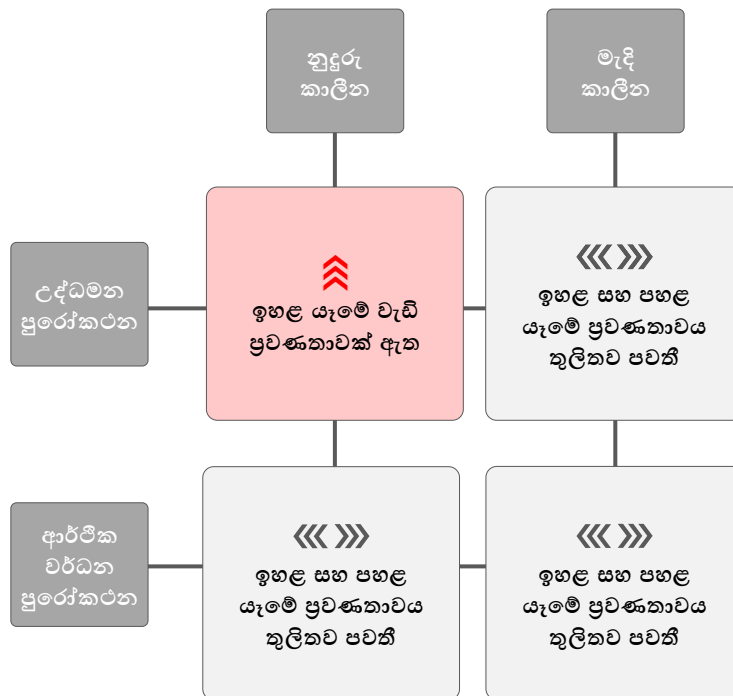 නුදුරු
කාලීන
මැදි
කාලීන
උද්ධමන
පුරෝකථන
ඉහළ යෑමේ වැඩි
ප්‍රවණතාවක් ඇත
ඉහළ සහ පහළ
යෑමේ ප්‍රවණතාවය
තුලිතව පවතී
ආර්ථික
වර්ධන
පුරෝකථන
ඉහළ සහ පහළ
යෑමේ ප්‍රවණතාවය
තුලිතව පවතී
ඉහළ සහ පහළ
යෑමේ ප්‍රවණතාවය
තුලිතව පවතී